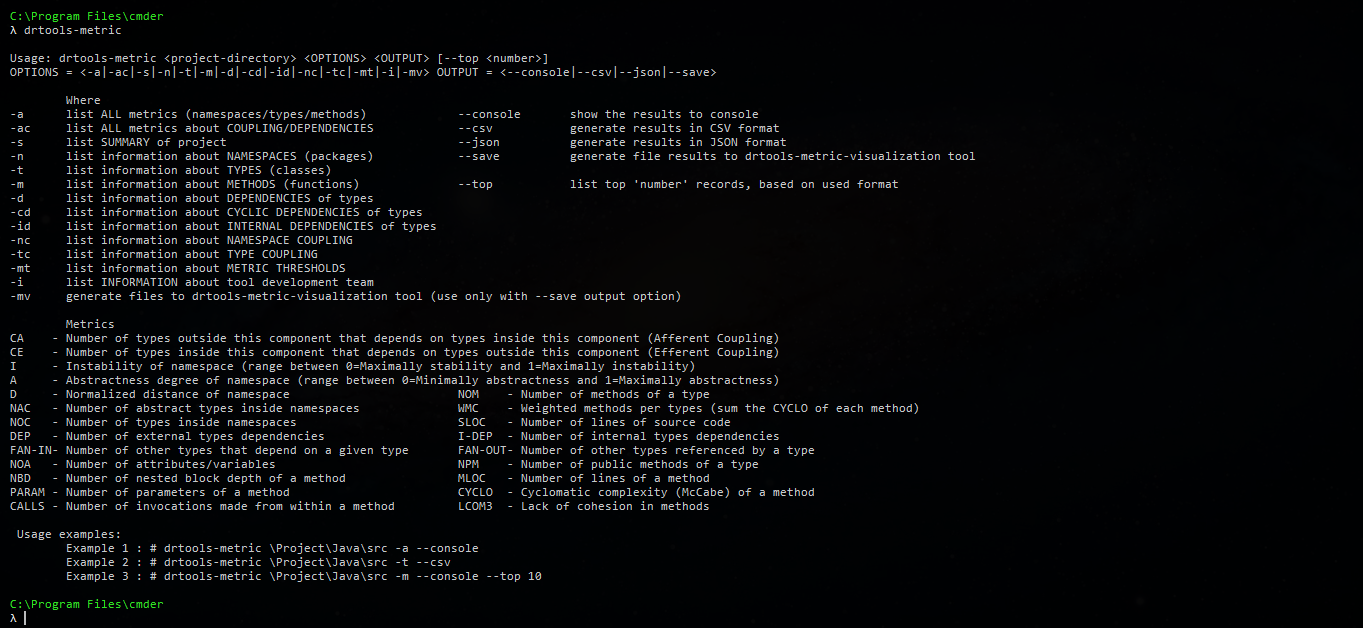 C:\Program Files\cmder
λ drtools-metric
Usage: drtools-metric <project-directory> <OPTIONS> <OUTPUT> [--top <number>]
OPTIONS = <-a|-ac|-s|-n|-t|-m|-d|-cd|-id|-nc|-tc|-mt|-i|-mv> OUTPUT = <--console|--csv|--json|--save>
Where
-a list ALL metrics (namespaces/types/methods) --console show the results to console
-ac list ALL metrics about COUPLING/DEPENDENCIES --csv generate results in CSV format
-s list SUMMARY of project --json generate results in JSON format
-n list information about NAMESPACES (packages) --save generate file results to drtools-metric-visualization tool
-t list information about TYPES (classes)
-m list information about METHODS (functions) --top list top 'number' records, based on used format
-d list information about DEPENDENCIES of types
-cd list information about CYCLIC DEPENDENCIES of types
-id list information about INTERNAL DEPENDENCIES of types
-nc list information about NAMESPACE COUPLING
-tc list information about TYPE COUPLING
-mt list information about METRIC THRESHOLDS
-i list INFORMATION about tool development team
-mv generate files to drtools-metric-visualization tool (use only with --save output option)
Metrics
CA - Number of types outside this component that depends on types inside this component (Afferent Coupling)
CE - Number of types inside this component that depends on types outside this component (Efferent Coupling)
I - Instability of namespace (range between 0=Maximally stability and 1=Maximally instability)
A - Abstractness degree of namespace (range between 0=Minimally abstractness and 1=Maximally abstractness)
D - Normalized distance of namespace NOM - Number of methods of a type
NAC - Number of abstract types inside namespaces WMC - Weighted methods per types (sum the CYCLO of each method)
NOC - Number of types inside namespaces SLOC - Number of lines of source code
DEP - Number of external types dependencies I-DEP - Number of internal types dependencies
FAN-IN- Number of other types that depend on a given type FAN-OUT- Number of other types referenced by a type
NOA - Number of attributes/variables NPM - Number of public methods of a type
NBD - Number of nested block depth of a method MLOC - Number of lines of a method
PARAM - Number of parameters of a method CYCLO - Cyclomatic complexity (McCabe) of a method
CALLS - Number of invocations made from within a method LCOM3 - Lack of cohesion in methods
Usage examples:
Example 1 : # drtools-metric \Project\Java\src -a --console
Example 2 : # drtools-metric \Project\Java\src -t --csv
Example 3 : # drtools-metric \Project\Java\src -m --console --top 10
C:\Program Files\cmder
λ